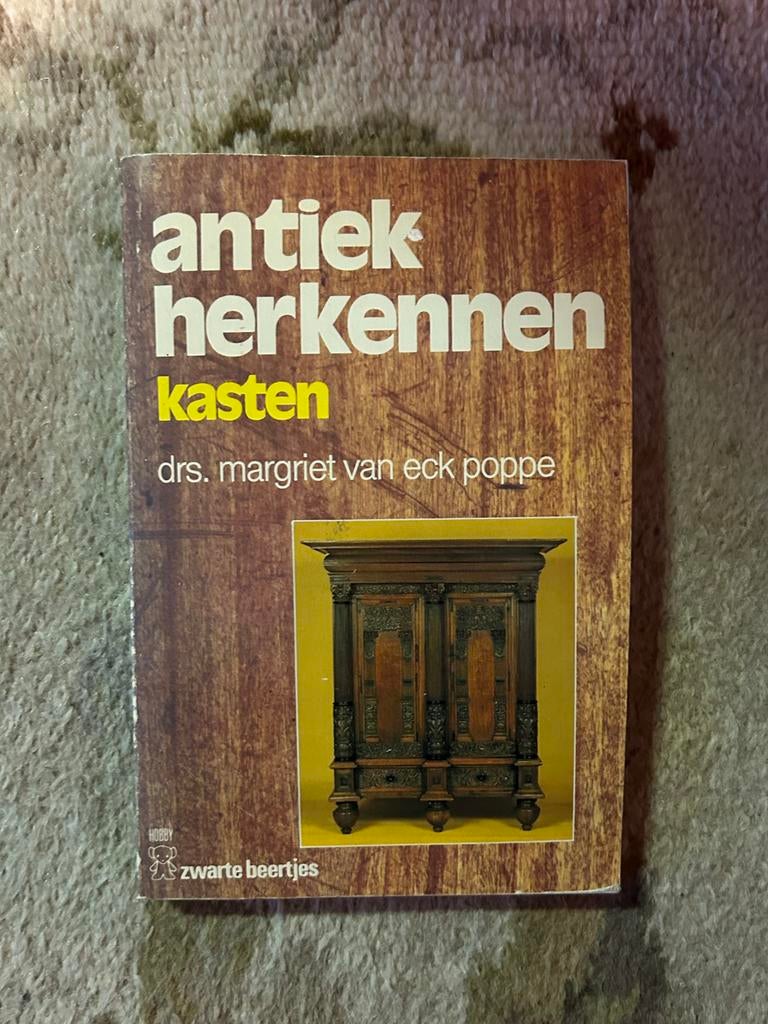 antiek
herkennen
kasten
drs. margriet van eck poppe
HOBBY
zwarte beertjes